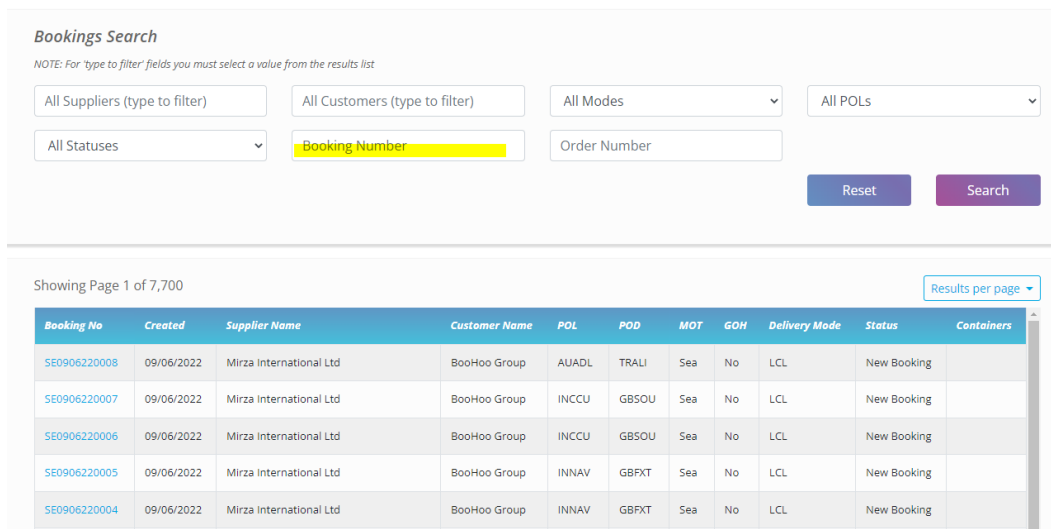 Bookings Search
NOTE: For 'type to filter' fields you must select a value from the results list
All Suppliers (type to filter) All Customers (type to filter) All Modes All POLs
All Statuses Booking Number Order Number
Reset Search
Showing Page 1 of 7,700 Results per page
Booking No Created Supplier Name Customer Name POL POD MOT GOH Delivery Mode Status Containers
SE0906220008 09/06/2022 Mirza International Ltd BooHoo Group AUADL TRALI Sea No LCL New Booking
SE0906220007 09/06/2022 Mirza International Ltd BooHoo Group INCCU GBSOU Sea No LCL New Booking
SE0906220006 09/06/2022 Mirza International Ltd BooHoo Group INCCU GBSOU Sea No LCL New Booking
SE0906220005 09/06/2022 Mirza International Ltd BooHoo Group INNAV GBFXT Sea No LCL New Booking
SE0906220004 09/06/2022 Mirza International Ltd BooHoo Group INNAV GBFXT Sea No LCL New Booking